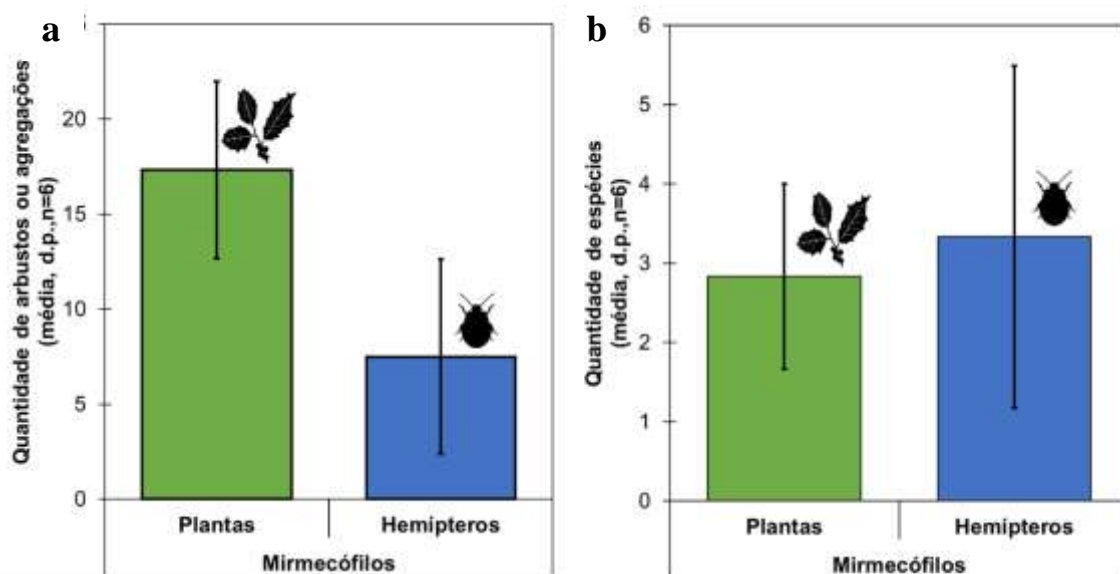 a
Quantidade de arbustos ou agregações
(média, d.p.,n=6)
20
15
10
5
0
Plantas
Hemipteros
Mirmecófilos
b
Quantidade de espécies
(média, d.p.,n=6)
6
5
4
3
2
1
0
Plantas
Hemipteros
Mirmecófilos